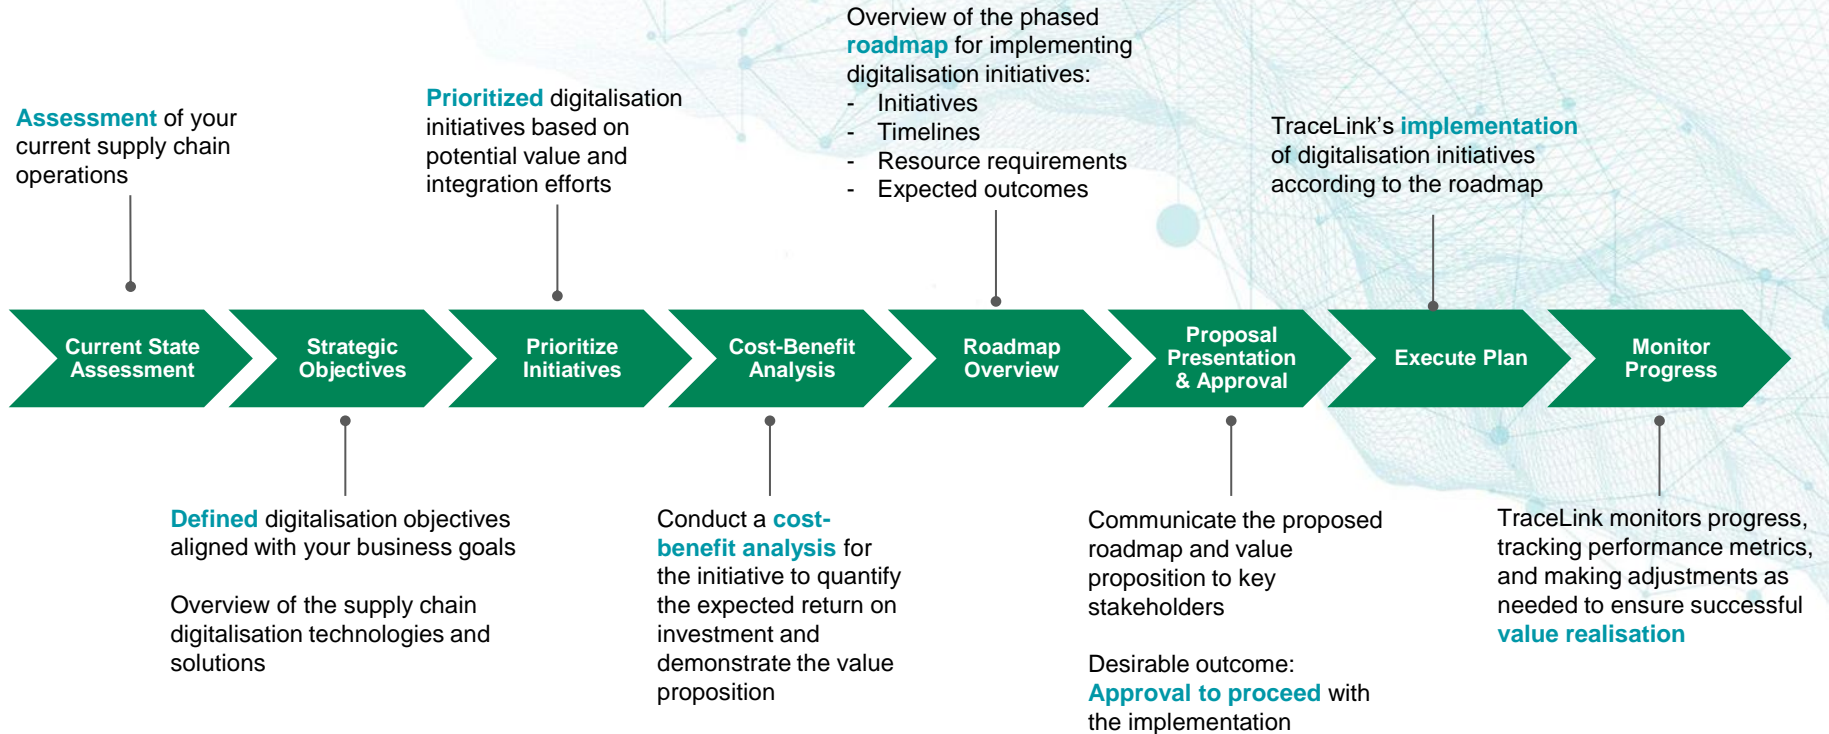 Overview of the phased
roadmap for implementing
digitalisation initiatives:
- Initiatives
- Timelines
- Resource requirements
- Expected outcomes
Assessment of your
current supply chain
operations
Prioritized digitalisation
initiatives based on
potential value and
integration efforts
TraceLink’s implementation
of digitalisation initiatives
according to the roadmap
Current State
Assessment
Strategic
Objectives
Prioritize
Initiatives
Cost-Benefit
Analysis
Roadmap
Overview
Proposal
Presentation
& Approval
Execute Plan
Monitor
Progress
Defined digitalisation objectives
aligned with your business goals
Overview of the supply chain
digitalisation technologies and
solutions
Conduct a cost-
benefit analysis for
the initiative to quantify
the expected return on
investment and
demonstrate the value
proposition
Communicate the proposed
roadmap and value
proposition to key
stakeholders
Desirable outcome:
Approval to proceed with
the implementation
TraceLink monitors progress,
tracking performance metrics,
and making adjustments as
needed to ensure successful
value realisation